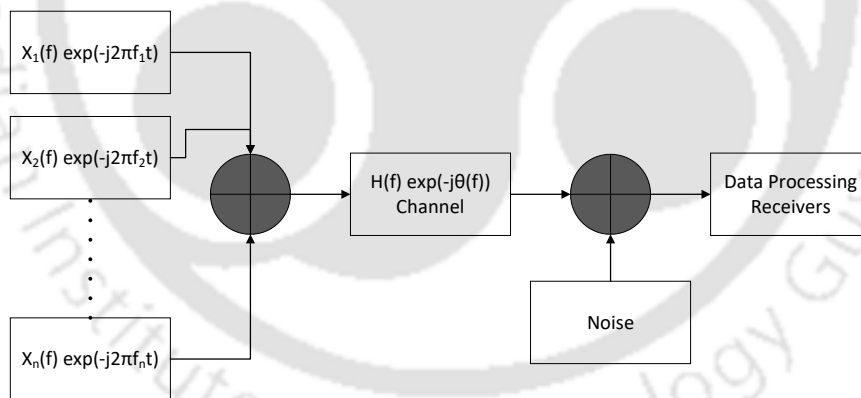 X₁(f) exp(-j2πf₁t)
X₂(f) exp(-j2πf₂t)
Xₙ(f) exp(-j2πfₙt)
H(f) exp(-jθ(f))
Channel
Noise
Data Processing
Receivers